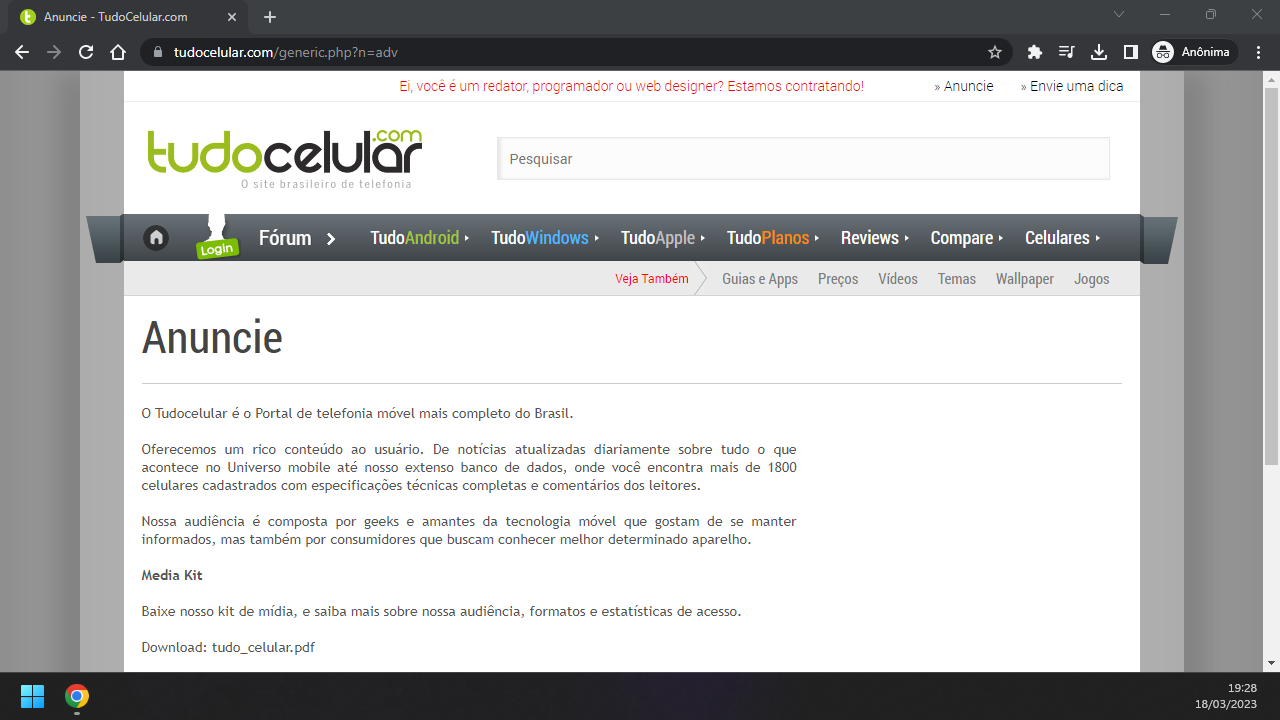 Anuncie - TudoCelular.com
tudocelular.com/generic.php?n=adv
Anônima
Ei, você é um redator, programador ou web designer? Estamos contratando!
» Anuncie
» Envie uma dica
tudocelular.com
O site brasileiro de telefonia
Pesquisar
Login
Fórum
TudoAndroid
TudoWindows
TudoApple
TudoPlanos
Reviews
Compare
Celulares
Veja Também
Guias e Apps
Preços
Vídeos
Temas
Wallpaper
Jogos
Anuncie
O Tudocelular é o Portal de telefonia móvel mais completo do Brasil.
Oferecemos um rico conteúdo ao usuário. De notícias atualizadas diariamente sobre tudo o que
acontece no Universo mobile até nosso extenso banco de dados, onde você encontra mais de 1800
celulares cadastrados com especificações técnicas completas e comentários dos leitores.
Nossa audiência é composta por geeks e amantes da tecnologia móvel que gostam de se manter
informados, mas também por consumidores que buscam conhecer melhor determinado aparelho.
Media Kit
Baixe nosso kit de mídia, e saiba mais sobre nossa audiência, formatos e estatísticas de acesso.
Download: tudo_celular.pdf
19:28
18/03/2023